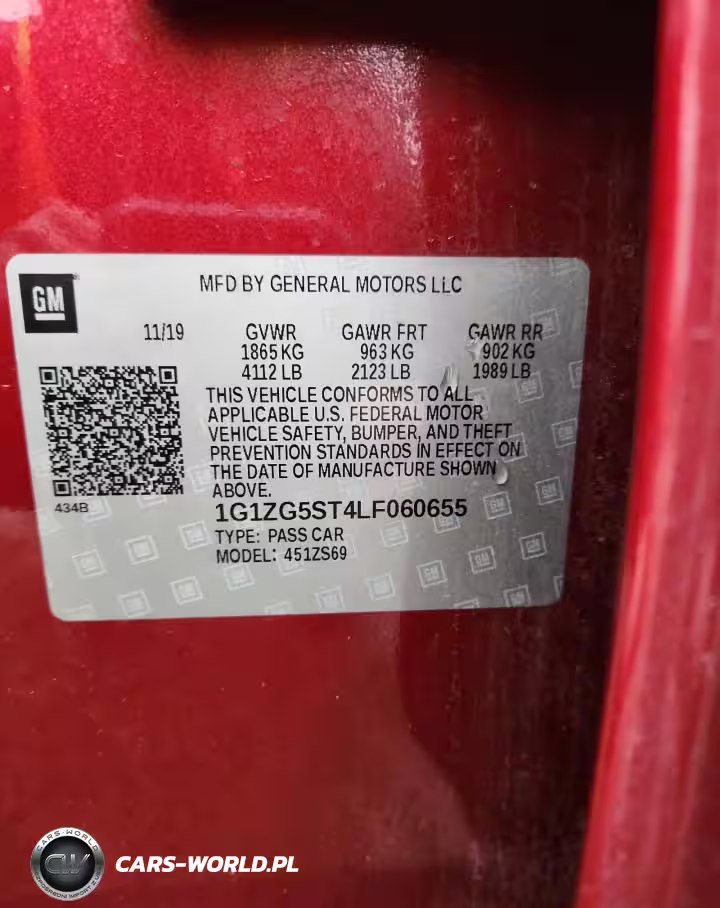 GM
MFD BY GENERAL MOTORS LLC
11/19 GVWR GAWR FRT GAWR RR
1865 KG 963 KG 902 KG
4112 LB 2123 LB 1989 LB
THIS VEHICLE CONFORMS TO ALL
APPLICABLE U.S. FEDERAL MOTOR
VEHICLE SAFETY, BUMPER, AND THEFT
PREVENTION STANDARDS IN EFFECT ON
THE DATE OF MANUFACTURE SHOWN
ABOVE.
434B
1G1ZG5ST4LF060655
TYPE: PASS CAR
MODEL: 451ZS69
CARS-WORLD
CW
CARS-WORLD.PL